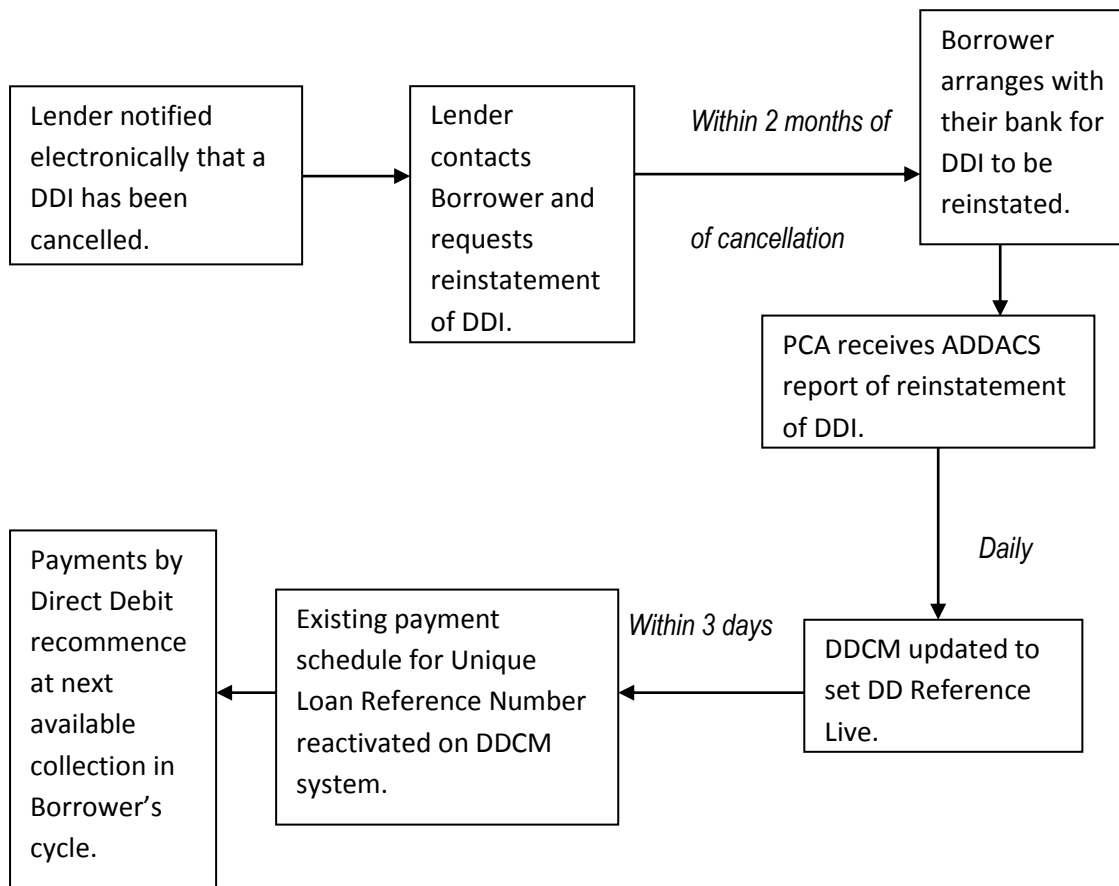 Lender notified
electronically that a
DDI has been
cancelled.
Lender
contacts
Borrower and
requests
reinstatement
of DDI.
Within 2 months of
of cancellation
Borrower
arranges with
their bank for
DDI to be
reinstated.
PCA receives ADDACS
report of reinstatement
of DDI.
Daily
DDCM updated to
set DD Reference
Live.
Within 3 days
Existing payment
schedule for Unique
Loan Reference Number
reactivated on DDCM
system.
Payments by
Direct Debit
recommence
at next
available
collection in
Borrower’s
cycle.